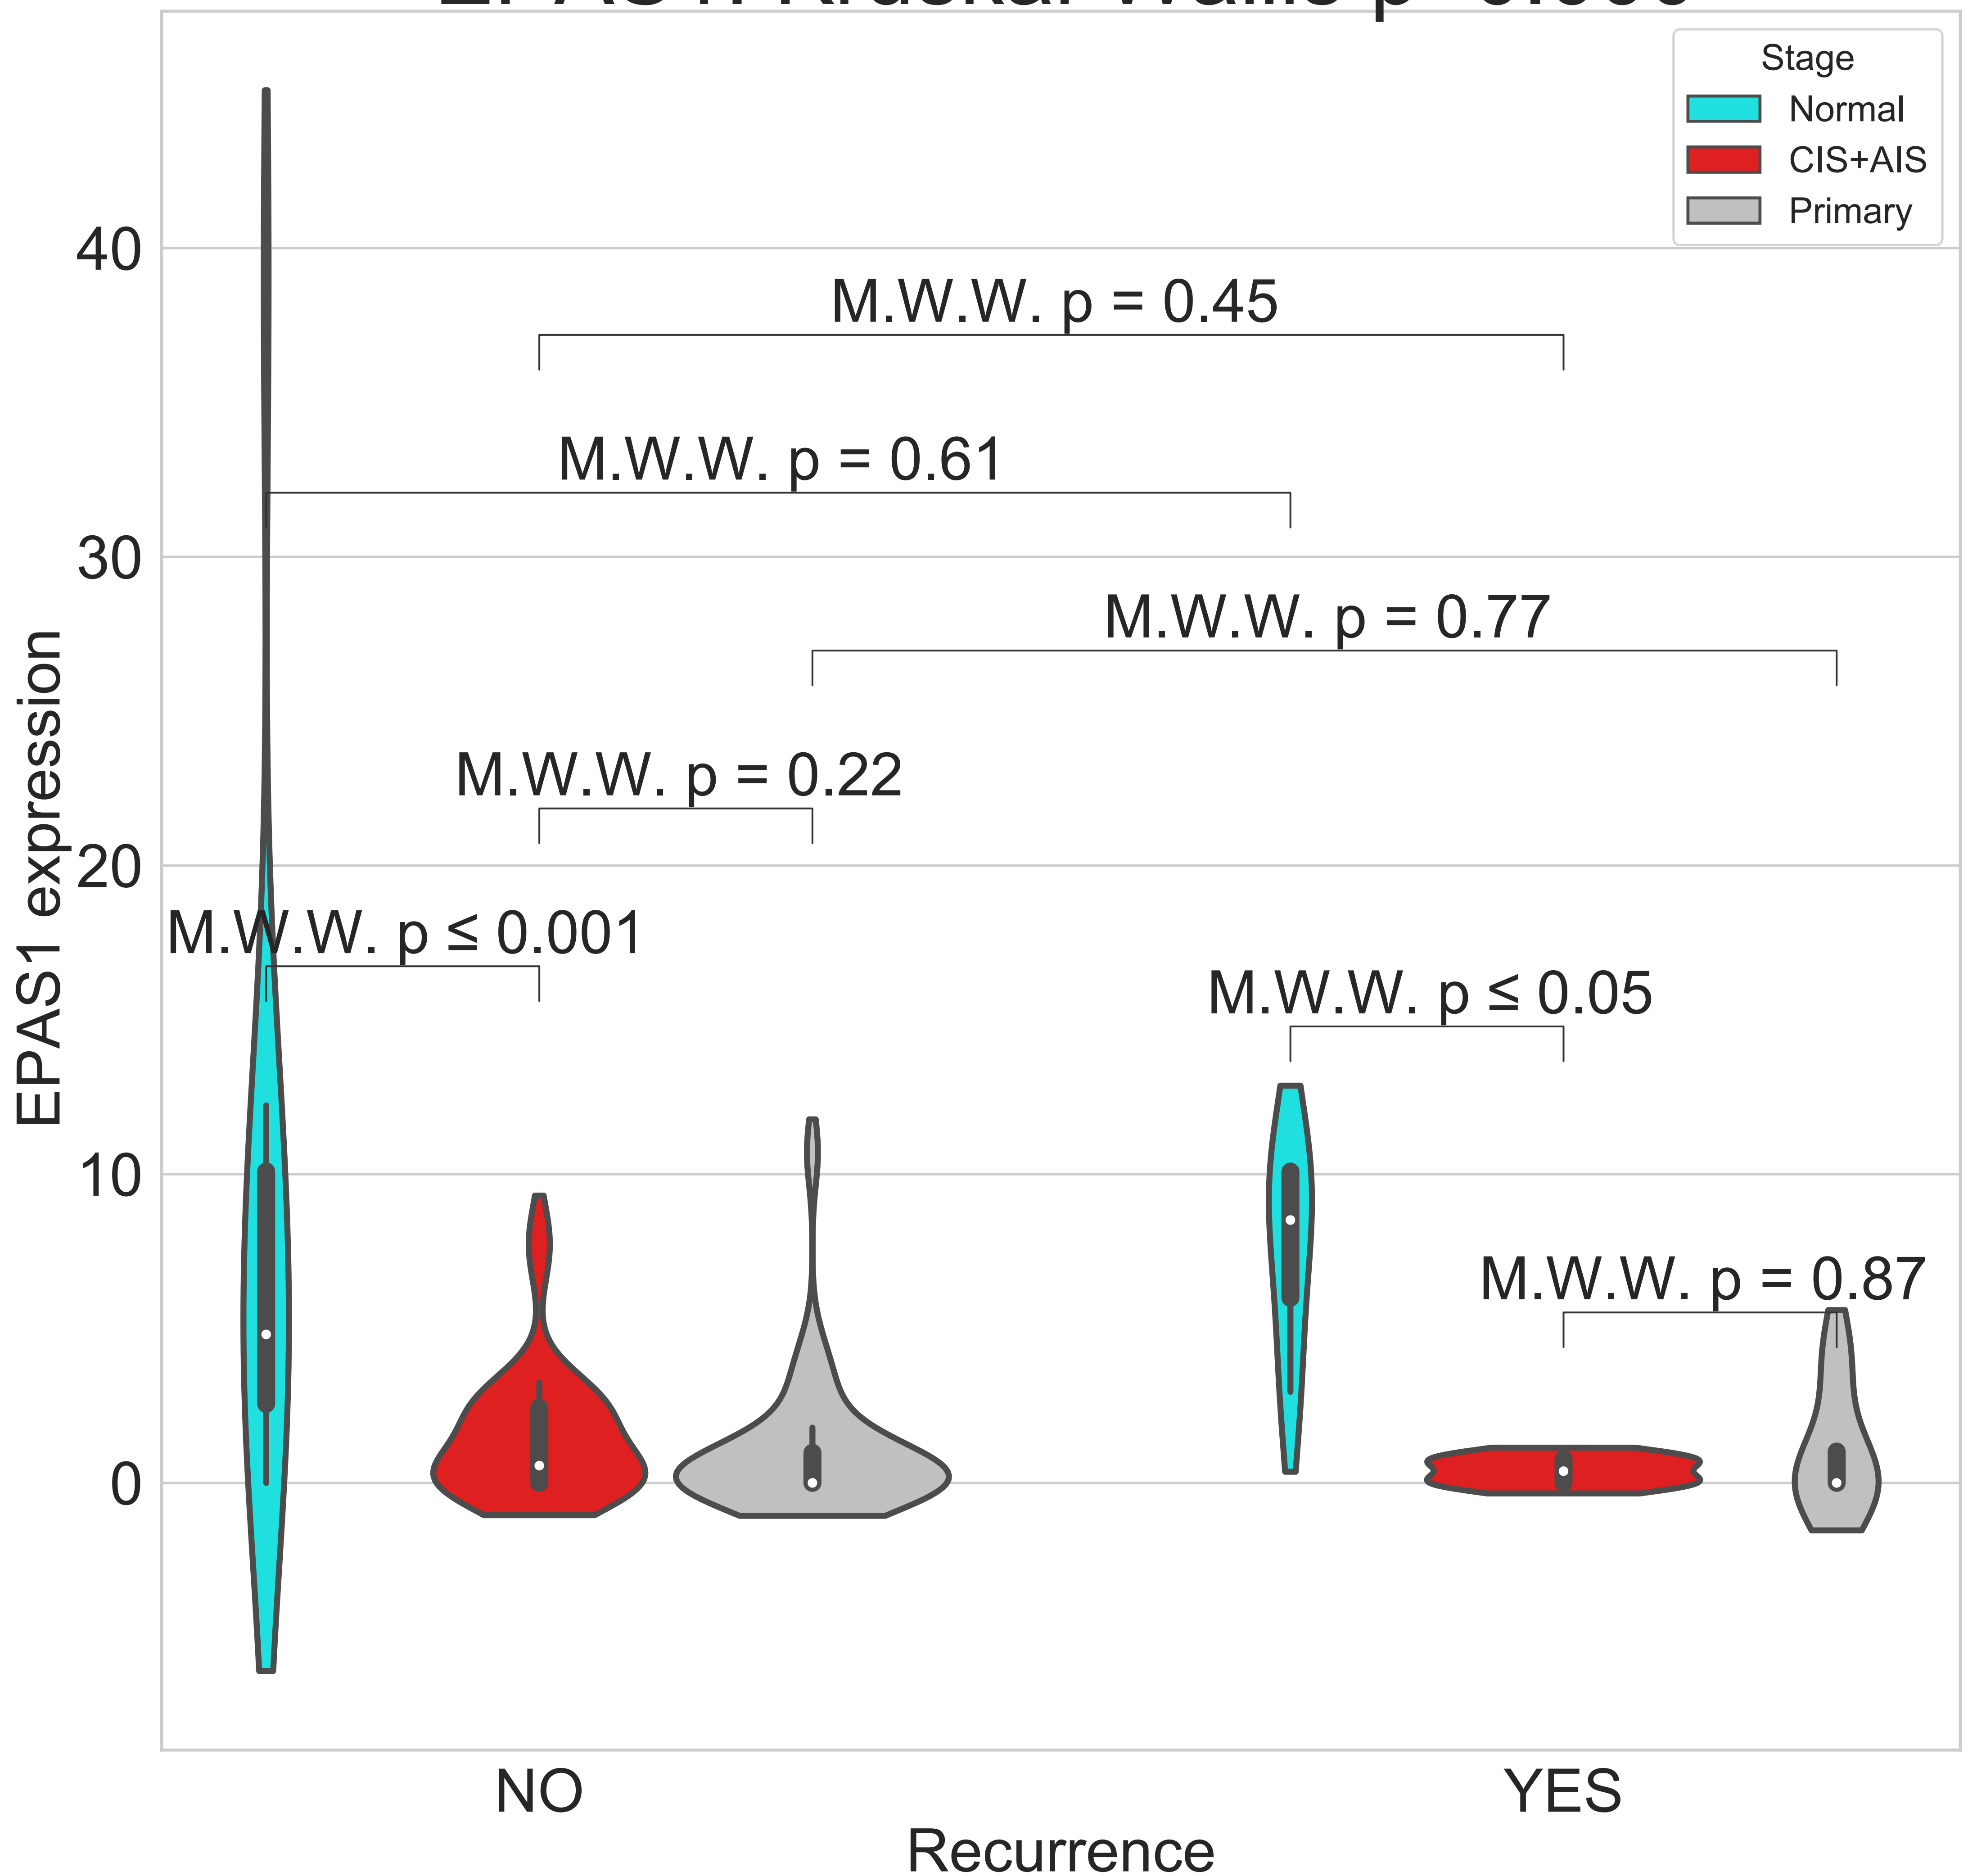 Stage
Normal
CIS+AIS
Primary
40
30
20
10
0
EPAS1 expression
M.W.W. p = 0.45
M.W.W. p = 0.61
M.W.W. p = 0.77
M.W.W. p = 0.22
M.W.W. p ≤ 0.001
M.W.W. p ≤ 0.05
M.W.W. p = 0.87
NO
YES
Recurrence